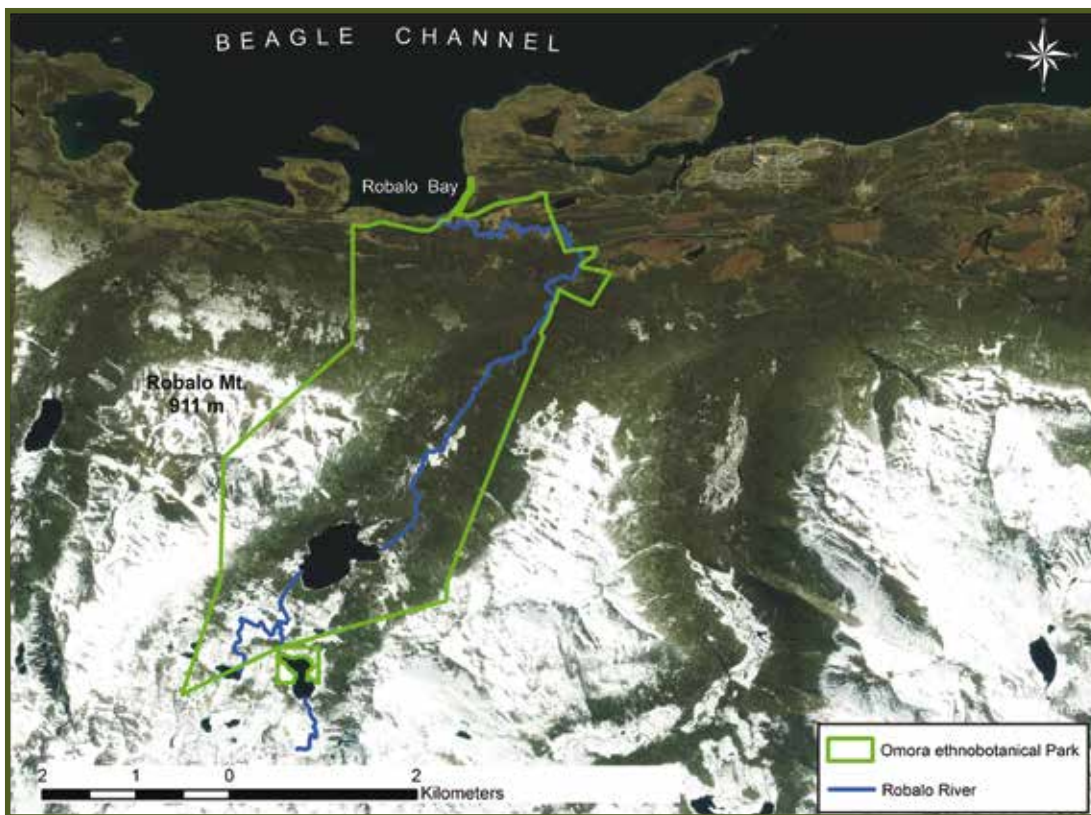 BEAGLE CHANNEL
Robalo Bay
Robalo Mt.
911 m
2 1 0 2
Kilometers
Omora ethnobotanical Park
Robalo River